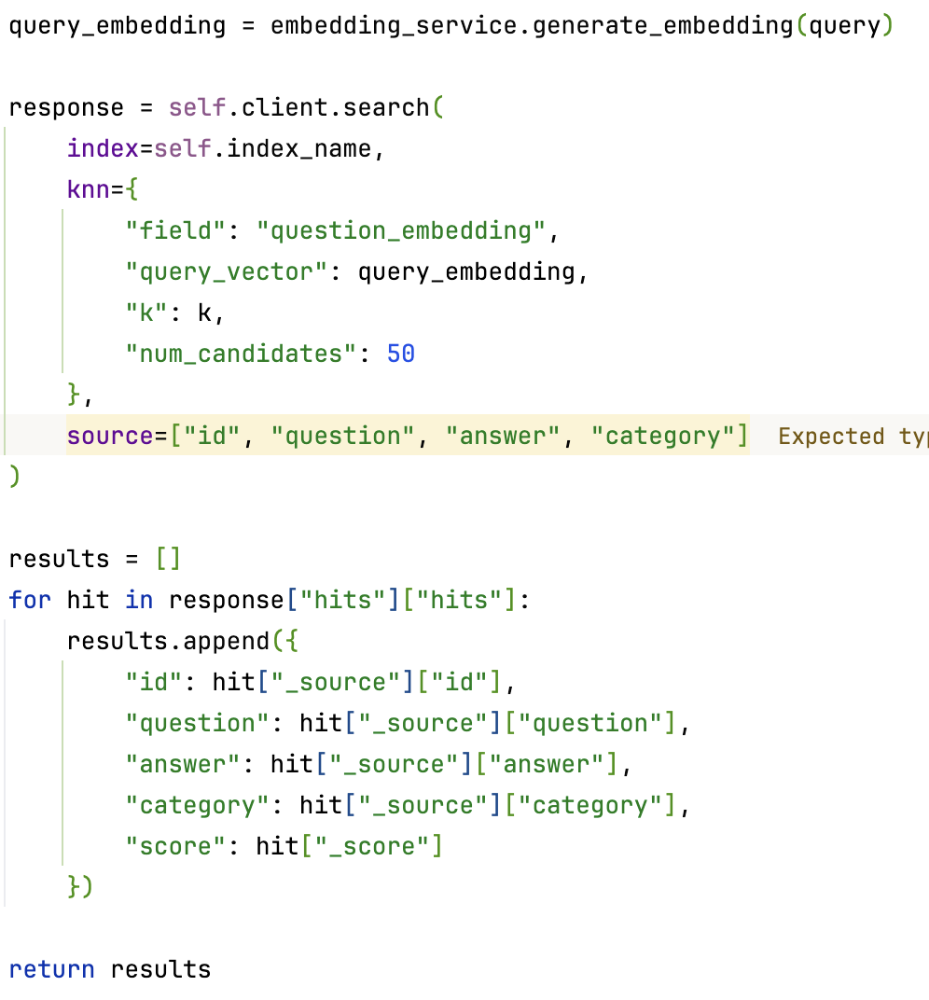 query_embedding = embedding_service.generate_embedding(query)

response = self.client.search(
    index=self.index_name,
    knn={
        "field": "question_embedding",
        "query_vector": query_embedding,
        "k": k,
        "num_candidates": 50
    },
    source=["id", "question", "answer", "category"]  Expected
)

results = []
for hit in response["hits"]["hits"]:
    results.append({
        "id": hit["_source"]["id"],
        "question": hit["_source"]["question"],
        "answer": hit["_source"]["answer"],
        "category": hit["_source"]["category"],
        "score": hit["_score"]
    })

return results